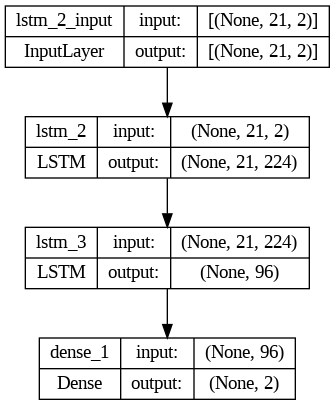 lstm_2_input input: [(None, 21, 2)]
InputLayer output: [(None, 21, 2)]
lstm_2 input: (None, 21, 2)
LSTM output: (None, 21, 224)
lstm_3 input: (None, 21, 224)
LSTM output: (None, 96)
dense_1 input: (None, 96)
Dense output: (None, 2)